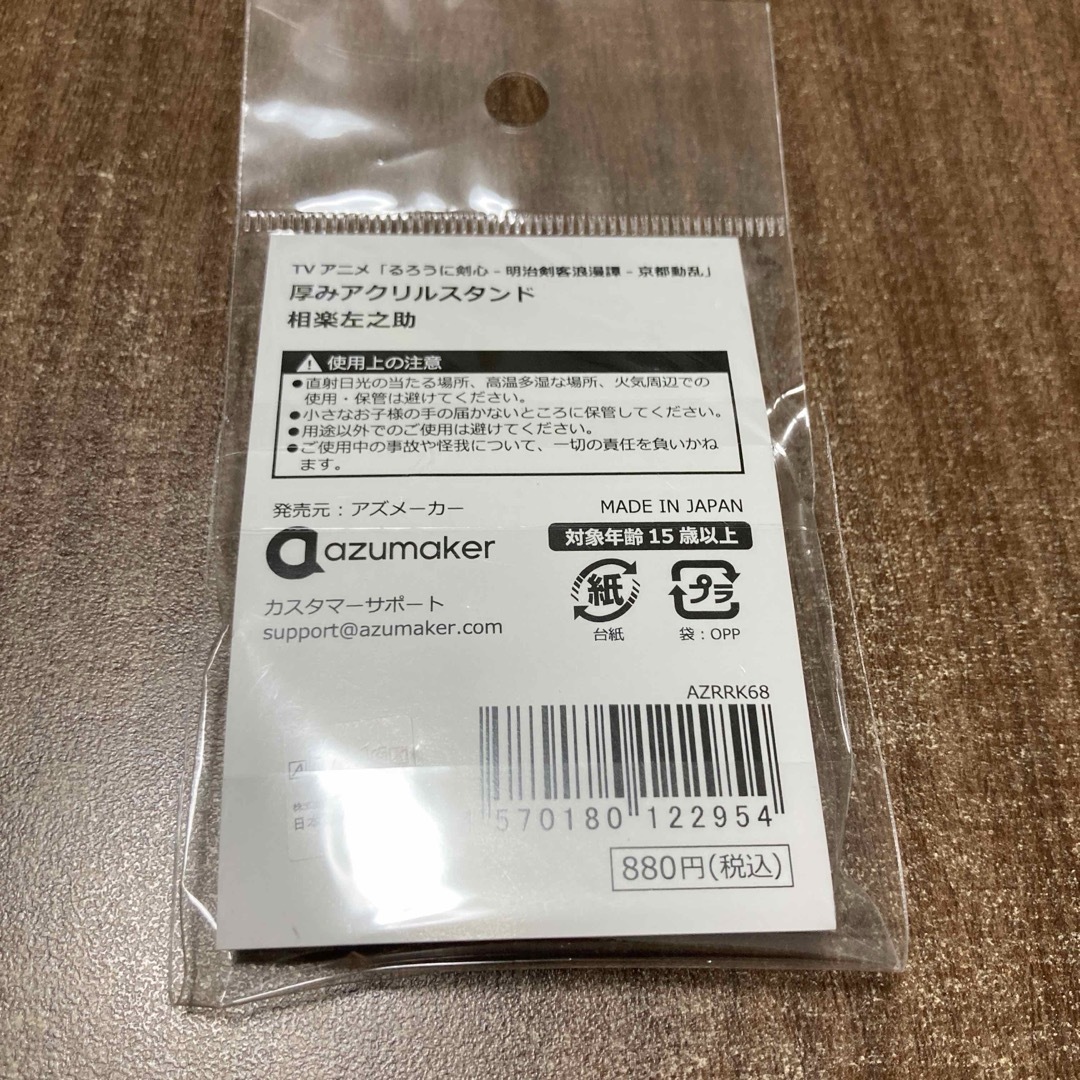 TVアニメ「るろうに剣心-明治剣客浪漫譚-京都動乱」
厚みアクリルスタンド
相楽左之助
使用上の注意
●直射日光の当たる場所、高温多湿な場所、火気周辺での
使用・保管は避けてください。
●小さなお子様の手の届かないところに保管してください。
●用途以外でのご使用は避けてください。
●ご使用中の事故や怪我について、一切の責任を負いかね
ます。
発売元：アズメーカー
MADE IN JAPAN
azumaker
対象年齢15歳以上
紙
プラ
台紙
袋：OPP
カスタマーサポート
support@azumaker.com
AZRRK68
570180 122954
880円(税込)